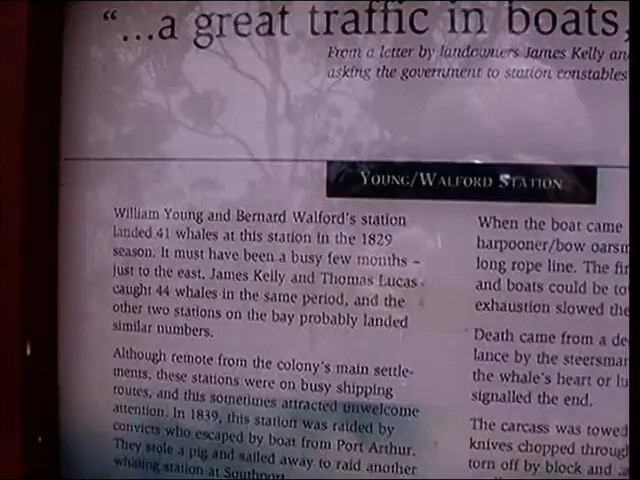 "...a great traffic in boats,
From a letter by landowners James Kelly an
asking the government to station constables
YOUNG/WALFORD STATION
William Young and Bernard Walford's station
landed 41 whales at this station in the 1829
season. It must have been a busy few months –
just to the east, James Kelly and Thomas Lucas
caught 44 whales in the same period, and the
other two stations on the bay probably landed
similar numbers.
Although remote from the colony's main settle-
ments, these stations were on busy shipping
routes, and this sometimes attracted unwelcome
attention. In 1839, this station was raided by
convicts who escaped by boat from Port Arthur.
They stole a pig and sailed away to raid another
whaling station at Southport.
When the boat came
harpooner/bow oarsm
long rope line. The fir
and boats could be to
exhaustion slowed the
Death came from a de
lance by the steersman
the whale's heart or lu
signalled the end.
The carcass was towed
knives chopped through
torn off by block and